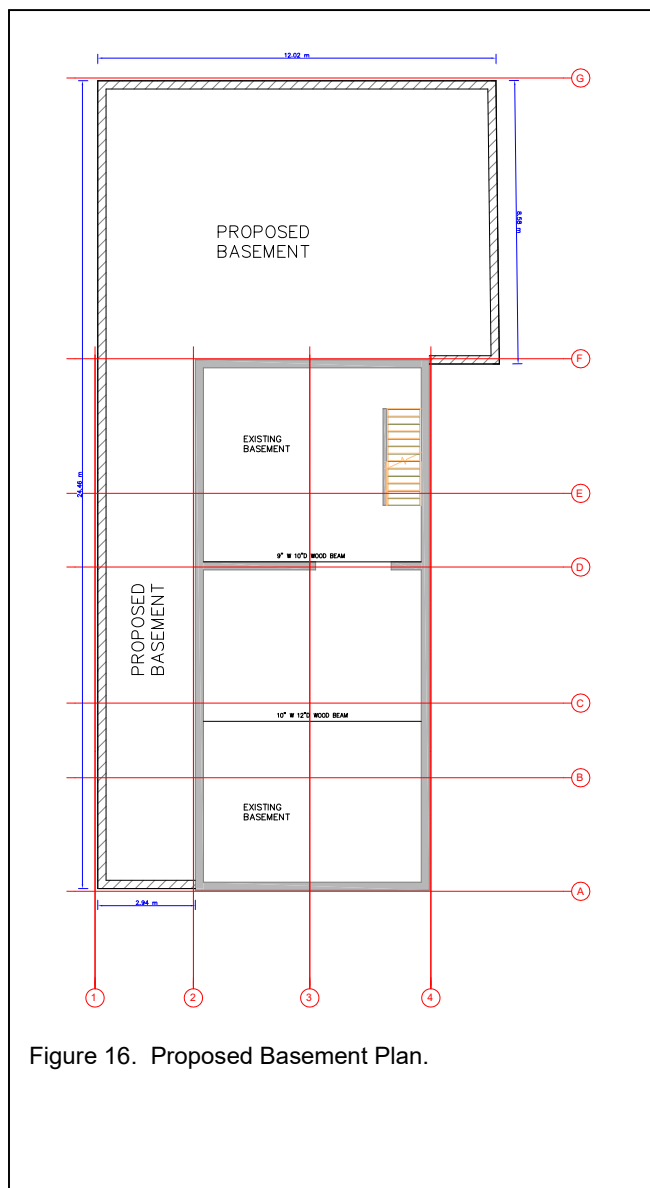 12.02 m
G
8.58 m
PROPOSED
BASEMENT
F
EXISTING
BASEMENT
24.46 m
E
9" W 10"D WOOD BEAM
D
PROPOSED
BASEMENT
C
10" W 12"D WOOD BEAM
B
EXISTING
BASEMENT
A
2.94 m
1
2
3
4
Figure 16. Proposed Basement Plan.